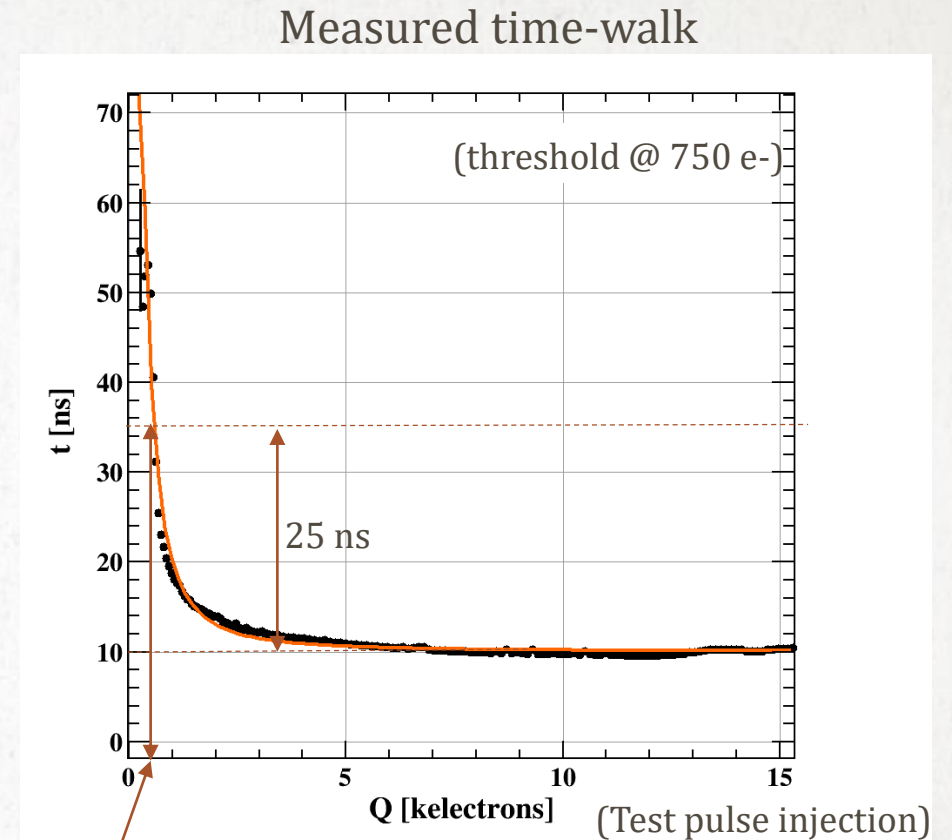 Measured time-walk
(threshold @ 750 e-)
70
60
50
40
30
20
10
0
t [ns]
25 ns
0 5 10 15
Q [kelectrons]
(Test pulse injection)